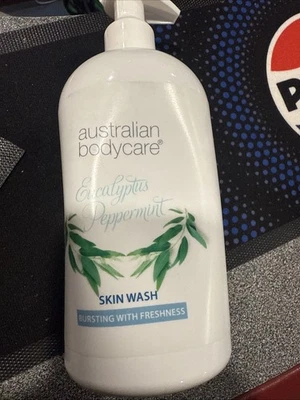 australian
bodycare®
Eucalyptus
Peppermint
SKIN WASH
BURSTING WITH FRESHNESS